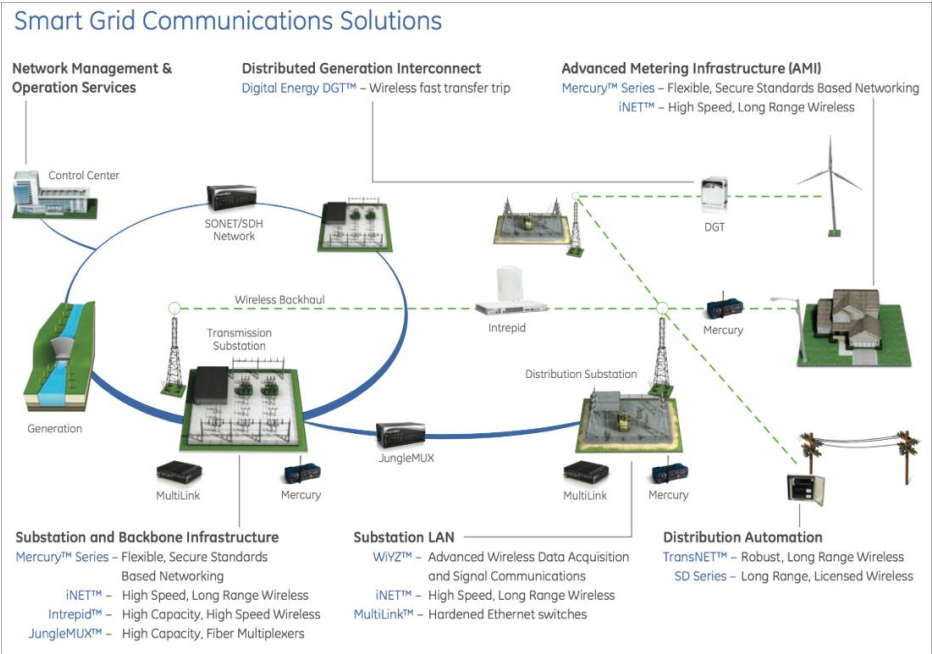 Smart Grid Communications Solutions
Network Management &
Operation Services
Distributed Generation Interconnect
Digital Energy DGT™ – Wireless fast transfer trip
Advanced Metering Infrastructure (AMI)
Mercury™ Series – Flexible, Secure Standards Based Networking
iNET™ – High Speed, Long Range Wireless
Control Center
SONET/SDH
Network
DGT
Wireless Backhaul
Intrepid
Mercury
Transmission
Substation
Distribution Substation
Generation
JungleMUX
MultiLink
Mercury
MultiLink
Mercury
Substation and Backbone Infrastructure
Mercury™ Series – Flexible, Secure Standards
Based Networking
iNET™ – High Speed, Long Range Wireless
Intrepid™ – High Capacity, High Speed Wireless
JungleMUX™ – High Capacity, Fiber Multiplexers
Substation LAN
WiYZ™ – Advanced Wireless Data Acquisition
and Signal Communications
iNET™ – High Speed, Long Range Wireless
MultiLink™ – Hardened Ethernet switches
Distribution Automation
TransNET™ – Robust, Long Range Wireless
SD Series – Long Range, Licensed Wireless